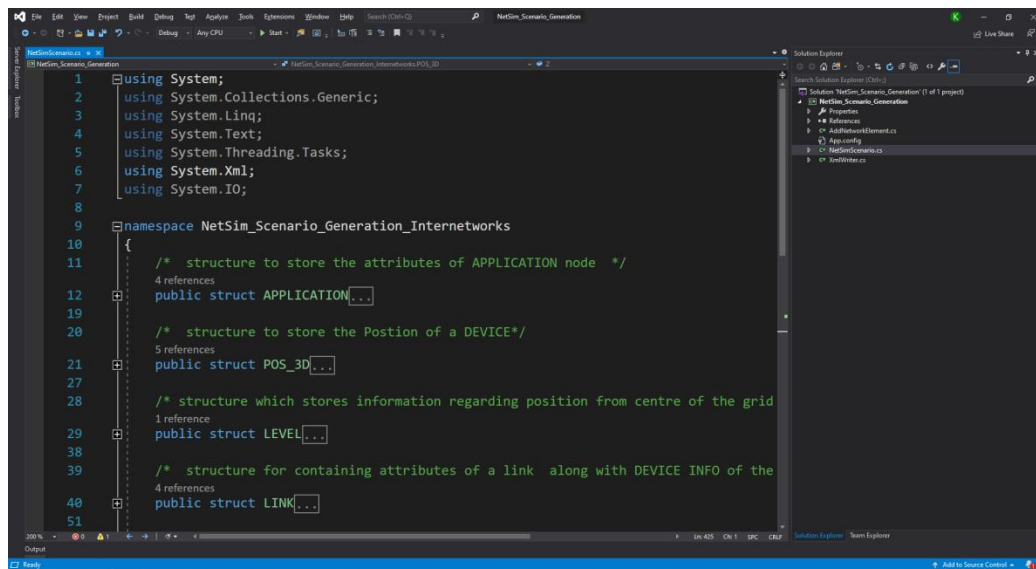 File Edit View Project Build Debug Test Analyze Tools Extensions Window Help Search (Ctrl+Q) NetSim_Scenario_Generation K
Debug Any CPU Start Live Share
Server Explorer
Toolbox
NetSimScenario.cs
NetSim_Scenario_Generation NetSim_Scenario_Generation_Internetworks.POS_3D Z
1 using System;
2 using System.Collections.Generic;
3 using System.Linq;
4 using System.Text;
5 using System.Threading.Tasks;
6 using System.Xml;
7 using System.IO;
8
9 namespace NetSim_Scenario_Generation_Internetworks
10 {
11 /* structure to store the attributes of APPLICATION node */
4 references
12 public struct APPLICATION...
19
20 /* structure to store the Postion of a DEVICE*/
5 references
21 public struct POS_3D...
27
28 /* structure which stores information regarding position from centre of the grid
1 reference
29 public struct LEVEL...
38
39 /* structure for containing attributes of a link along with DEVICE INFO of the
4 references
40 public struct LINK...
51
200 % 0 1 Ln: 425 Ch: 1 SPC CRLF
Output
Ready
Solution Explorer
Search Solution Explorer (Ctrl+;)
Solution 'NetSim_Scenario_Generation' (1 of 1 project)
NetSim_Scenario_Generation
Properties
References
AddNetworkElement.cs
App.config
NetSimScenario.cs
XmlWriter.cs
Solution Explorer Team Explorer
Add to Source Control